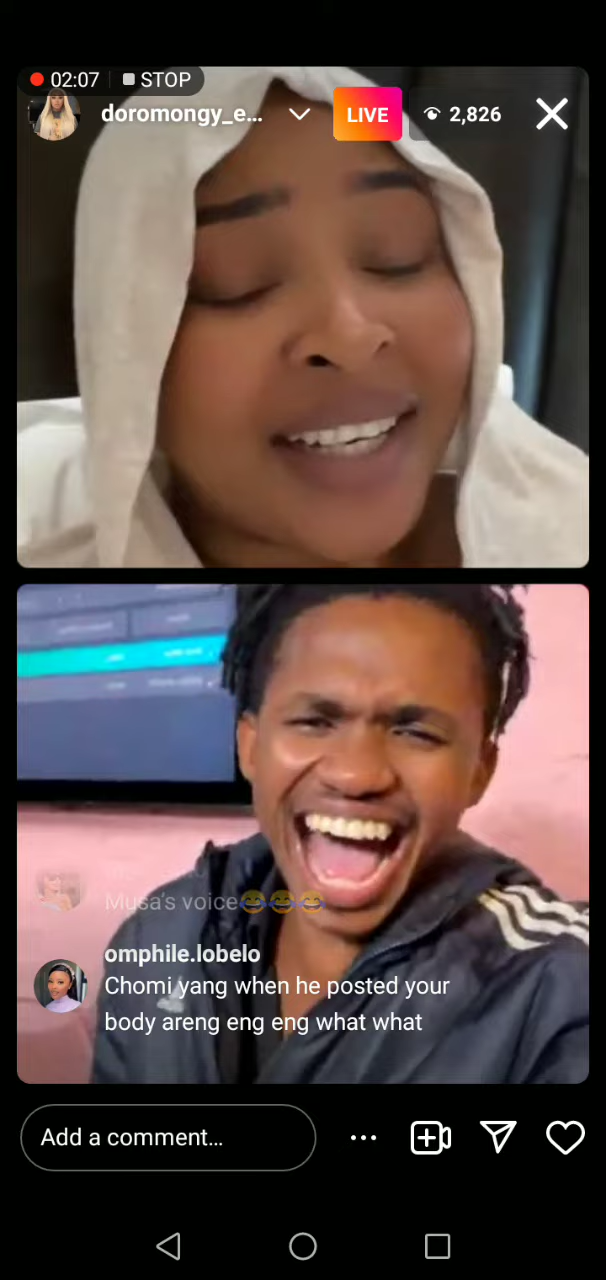 02:07 STOP
doromongy_e... LIVE 2,826
Musa's voice😂😂😂
omphile.lobelo
Chomi yang when he posted your
body areng eng eng what what
Add a comment...